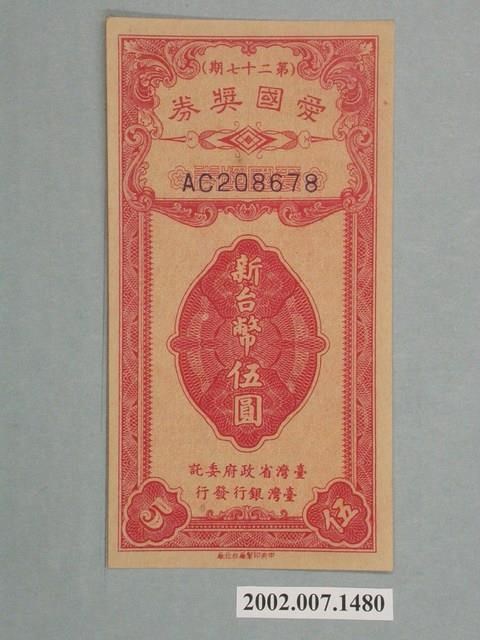 (第二十七期)
愛國獎券
AC208678
新台幣伍圓
臺灣省政府委託
臺灣銀行發行
5
伍
2002.007.1480